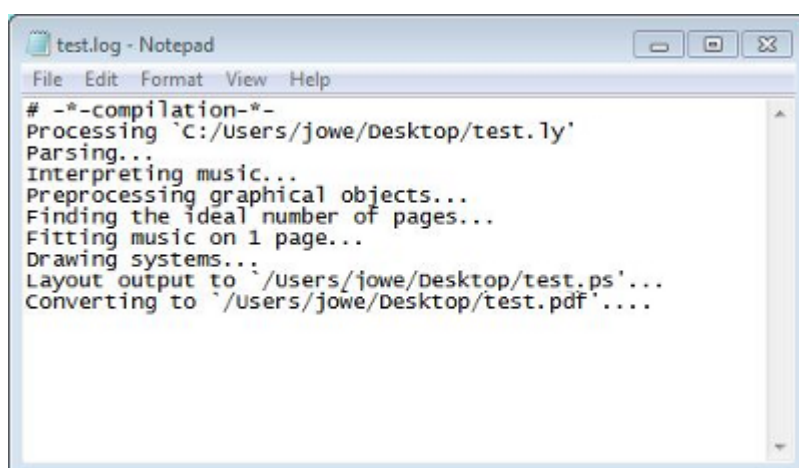 test.log - Notepad
File Edit Format View Help
# -*-compilation-*-
Processing `C:/Users/jowe/Desktop/test.ly'
Parsing...
Interpreting music...
Preprocessing graphical objects...
Finding the ideal number of pages...
Fitting music on 1 page...
Drawing systems...
Layout output to `/Users/jowe/Desktop/test.ps'...
Converting to `/Users/jowe/Desktop/test.pdf'....